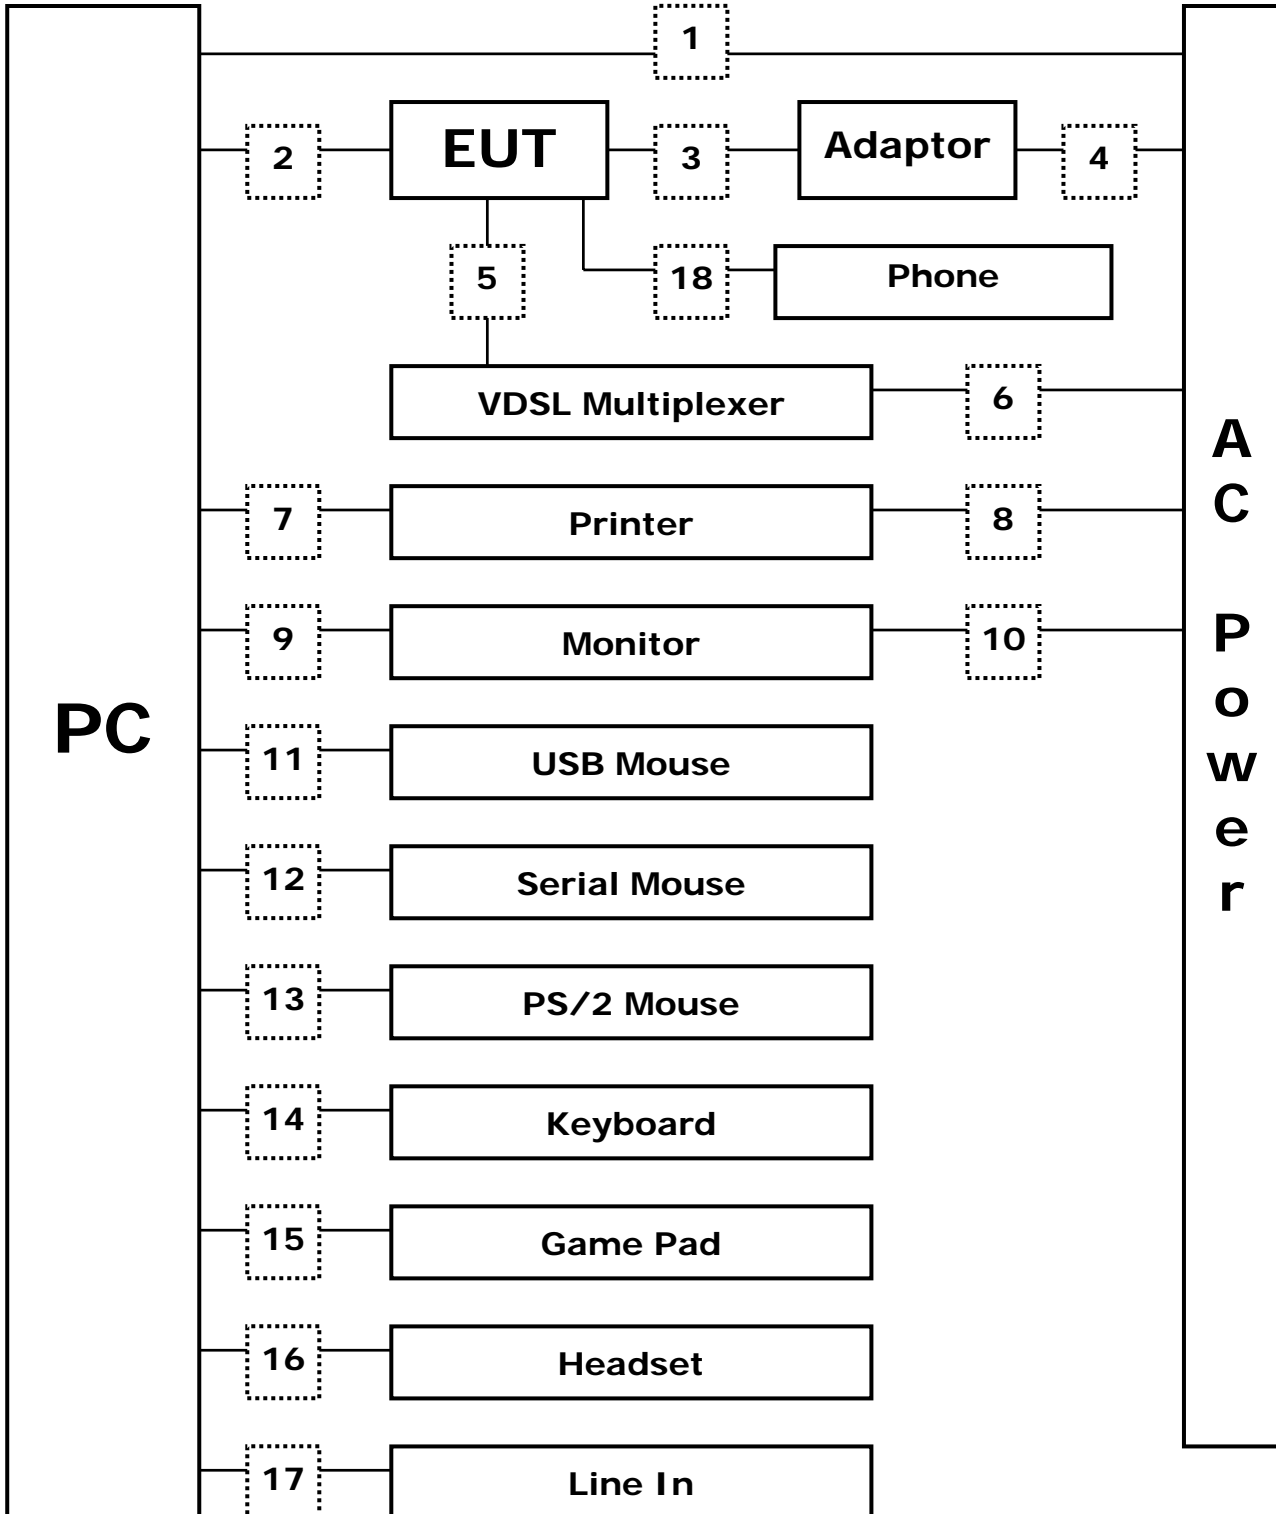 1
2
EUT
3
Adaptor
4
5
18
Phone
VDSL Multiplexer
6
7
Printer
8
9
Monitor
10
PC
11
USB Mouse
12
Serial Mouse
13
PS/2 Mouse
14
Keyboard
15
Game Pad
16
Headset
17
Line In
A
C
P
o
w
e
r